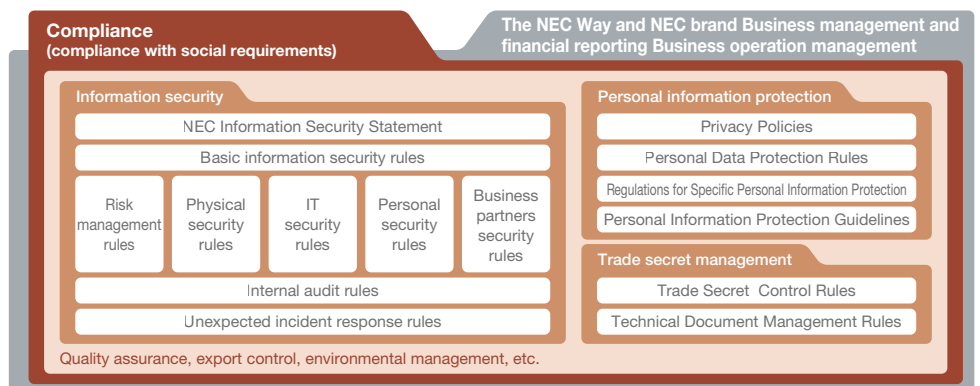 Compliance
(compliance with social requirements)
The NEC Way and NEC brand Business management and
financial reporting Business operation management
Information security
NEC Information Security Statement
Basic information security rules
Risk
management
rules
Physical
security
rules
IT
security
rules
Personal
security
rules
Business
partners
security
rules
Internal audit rules
Unexpected incident response rules
Personal information protection
Privacy Policies
Personal Data Protection Rules
Regulations for Specific Personal Information Protection
Personal Information Protection Guidelines
Trade secret management
Trade Secret Control Rules
Technical Document Management Rules
Quality assurance, export control, environmental management, etc.